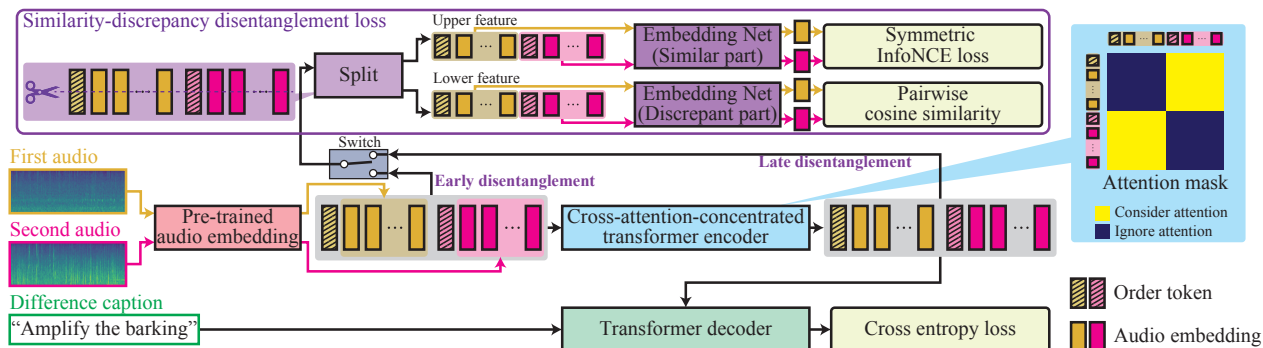 Similarity-discrepancy disentanglement loss
Upper feature
Split
Lower feature
Embedding Net
(Similar part)
Symmetric
InfoNCE loss
Embedding Net
(Discrepant part)
Pairwise
cosine similarity
Switch
Late disentanglement
Early disentanglement
First audio
Second audio
Pre-trained
audio embedding
Cross-attention-concentrated
transformer encoder
Attention mask
Consider attention
Ignore attention
Difference caption
“Amplify the barking”
Transformer decoder
Cross entropy loss
Order token
Audio embedding